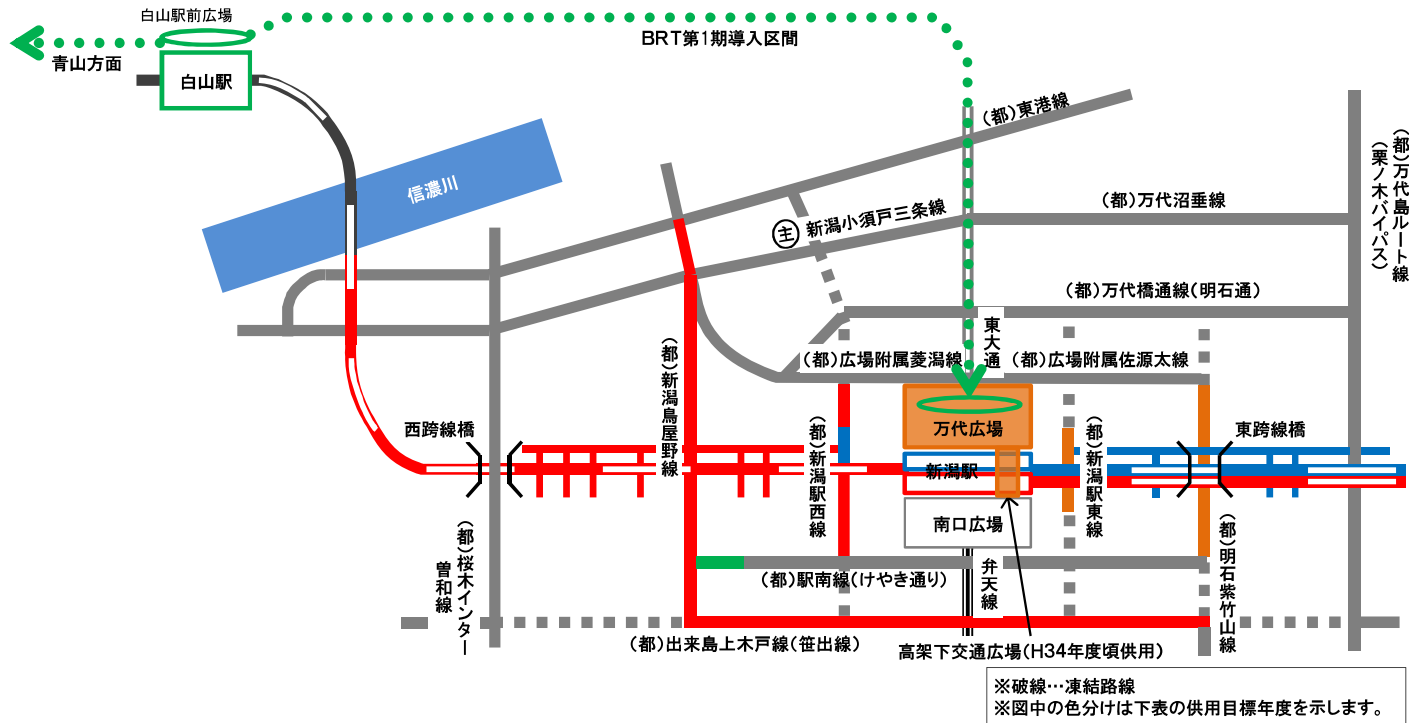 白山駅前広場
BRT第1期導入区間
青山方面
白山駅
(都)東港線
信濃川
(都)万代島ルート線
(栗ノ木バイパス)
(都)万代沼垂線
主 新潟小須戸三条線
(都)万代橋通線(明石通)
東大通
(都)広場附属菱潟線
(都)広場附属佐源太線
(都)新潟鳥屋野線
西跨線橋
(都)新潟駅西線
万代広場
(都)新潟駅東線
東跨線橋
新潟駅
南口広場
(都)桜木インター
曽和線
(都)駅南線(けやき通り)
弁天線
(都)明石紫竹山線
(都)出来島上木戸線(笹出線)
高架下交通広場(H34年度頃供用)
※破線…凍結路線
※図中の色分けは下表の供用目標年度を示します。